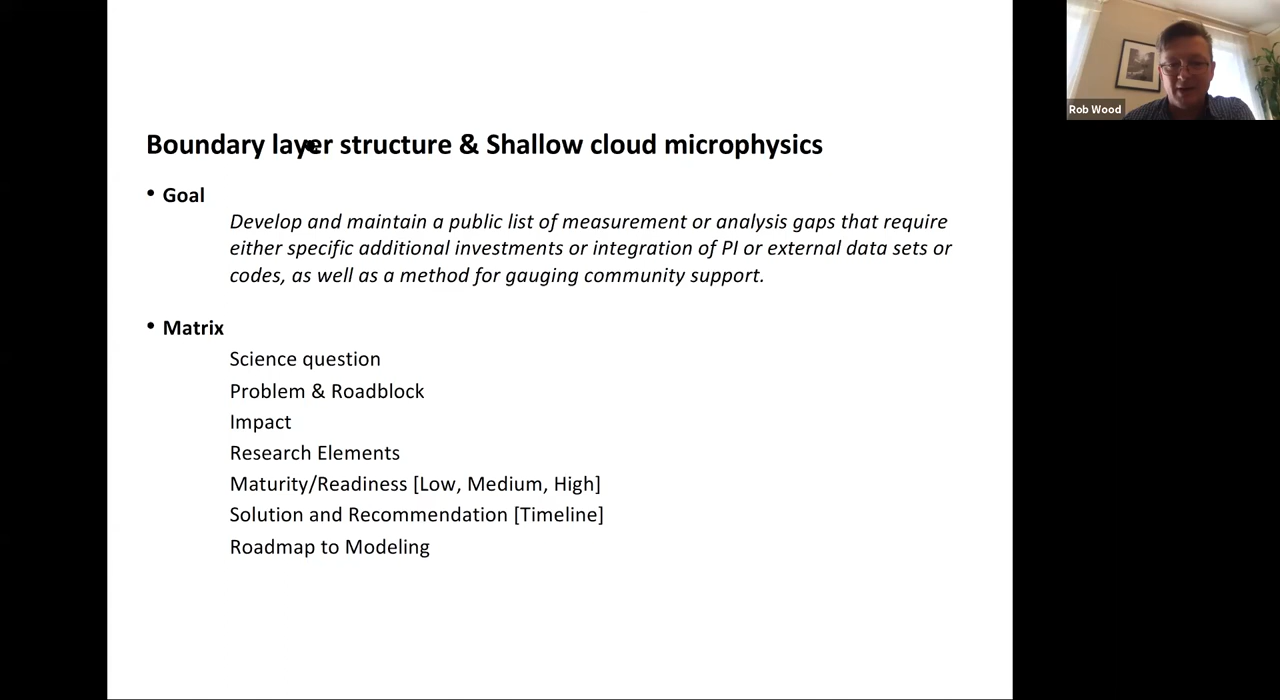 Boundary layer structure & Shallow cloud microphysics
• Goal
Develop and maintain a public list of measurement or analysis gaps that require
either specific additional investments or integration of PI or external data sets or
codes, as well as a method for gauging community support.
• Matrix
Science question
Problem & Roadblock
Impact
Research Elements
Maturity/Readiness [Low, Medium, High]
Solution and Recommendation [Timeline]
Roadmap to Modeling
Rob Wood